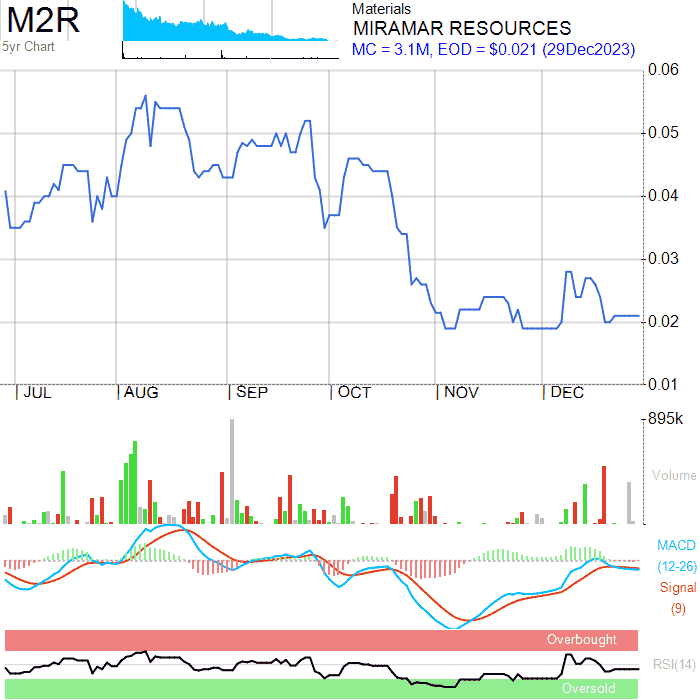 M2R
5yr Chart
Materials
MIRAMAR RESOURCES
MC = 3.1M, EOD = $0.021 (29Dec2023)
0.06
0.05
0.04
0.03
0.02
0.01
JUL AUG SEP OCT NOV DEC
895k
Volume
MACD
(12-26)
Signal
(9)
Overbought
RSI(14)
Oversold